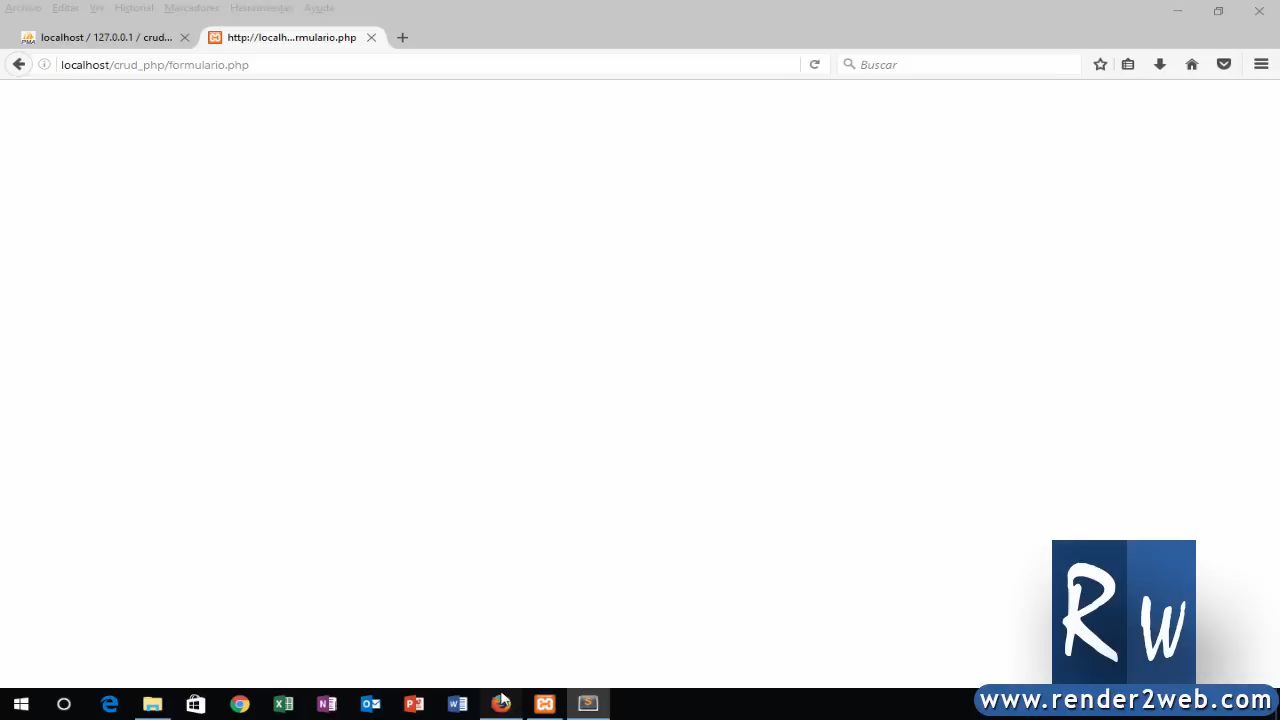 Archivo Editar Ver Historial Marcadores Herramientas Ayuda
localhost / 127.0.0.1 / crud... http://localh...rmulario.php
localhost/crud_php/formulario.php Buscar
RW
www.render2web.com